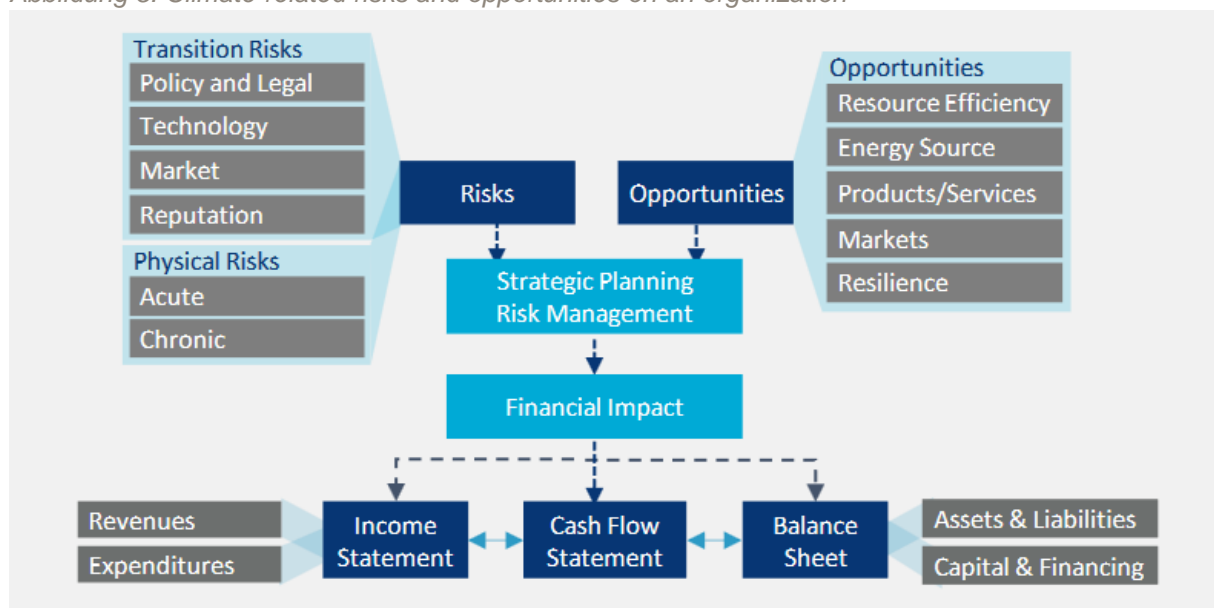 Transition Risks
Policy and Legal
Technology
Market
Reputation
Physical Risks
Acute
Chronic
Risks
Opportunities
Opportunities
Resource Efficiency
Energy Source
Products/Services
Markets
Resilience
Strategic Planning
Risk Management
Financial Impact
Revenues
Expenditures
Income
Statement
Cash Flow
Statement
Balance
Sheet
Assets & Liabilities
Capital & Financing